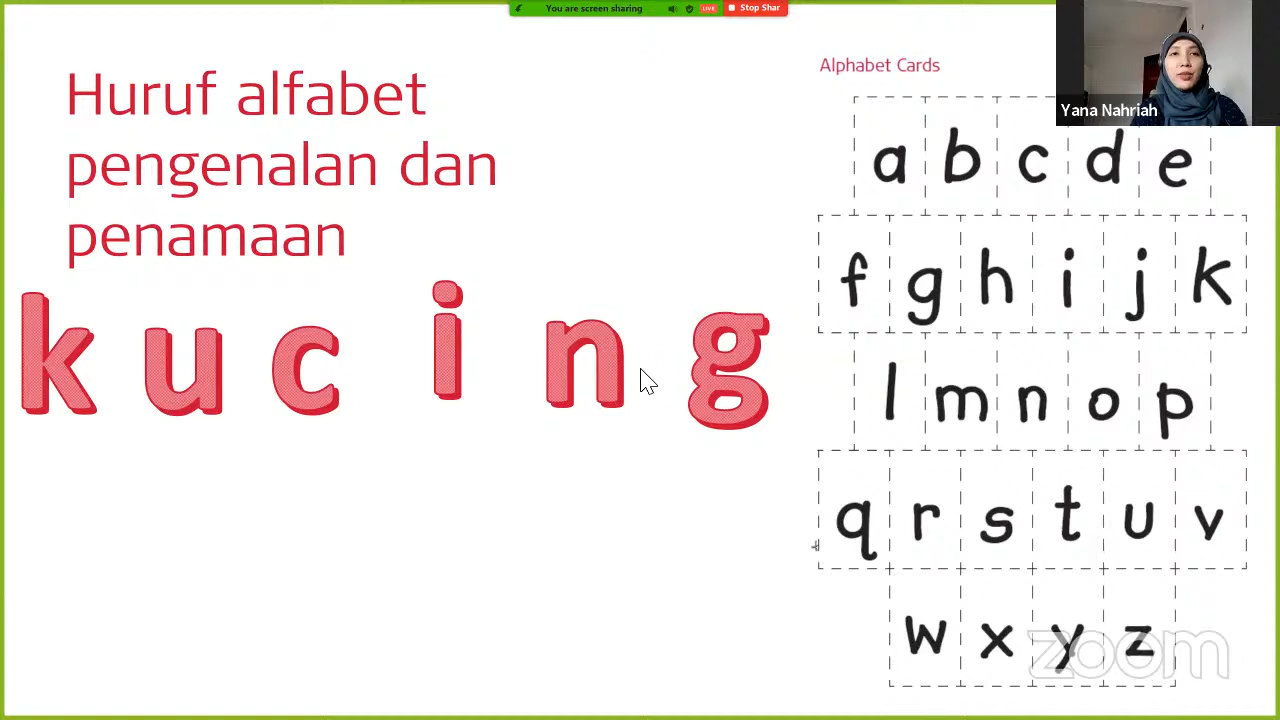 You are screen sharing LIVE Stop Shar
Alphabet Cards
Yana Nahriah
Huruf alfabet
pengenalan dan
penamaan
k u c i n g
a b c d e
f g h i j k
l m n o p
q r s t u v
w x y z
zoom